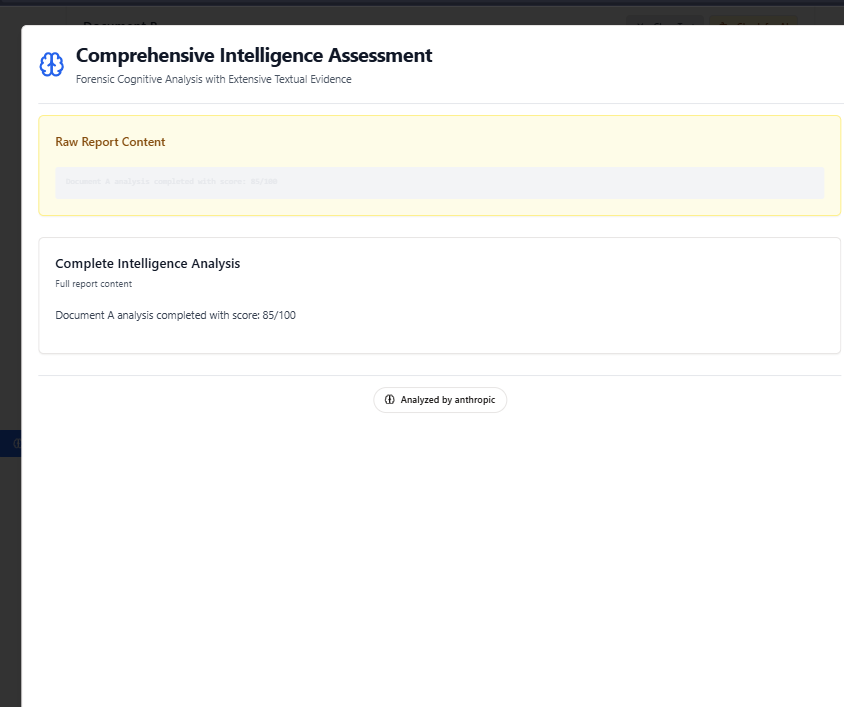 Comprehensive Intelligence Assessment
Forensic Cognitive Analysis with Extensive Textual Evidence
Raw Report Content
Document A analysis completed with score: 85/100
Complete Intelligence Analysis
Full report content
Document A analysis completed with score: 85/100
Analyzed by anthropic